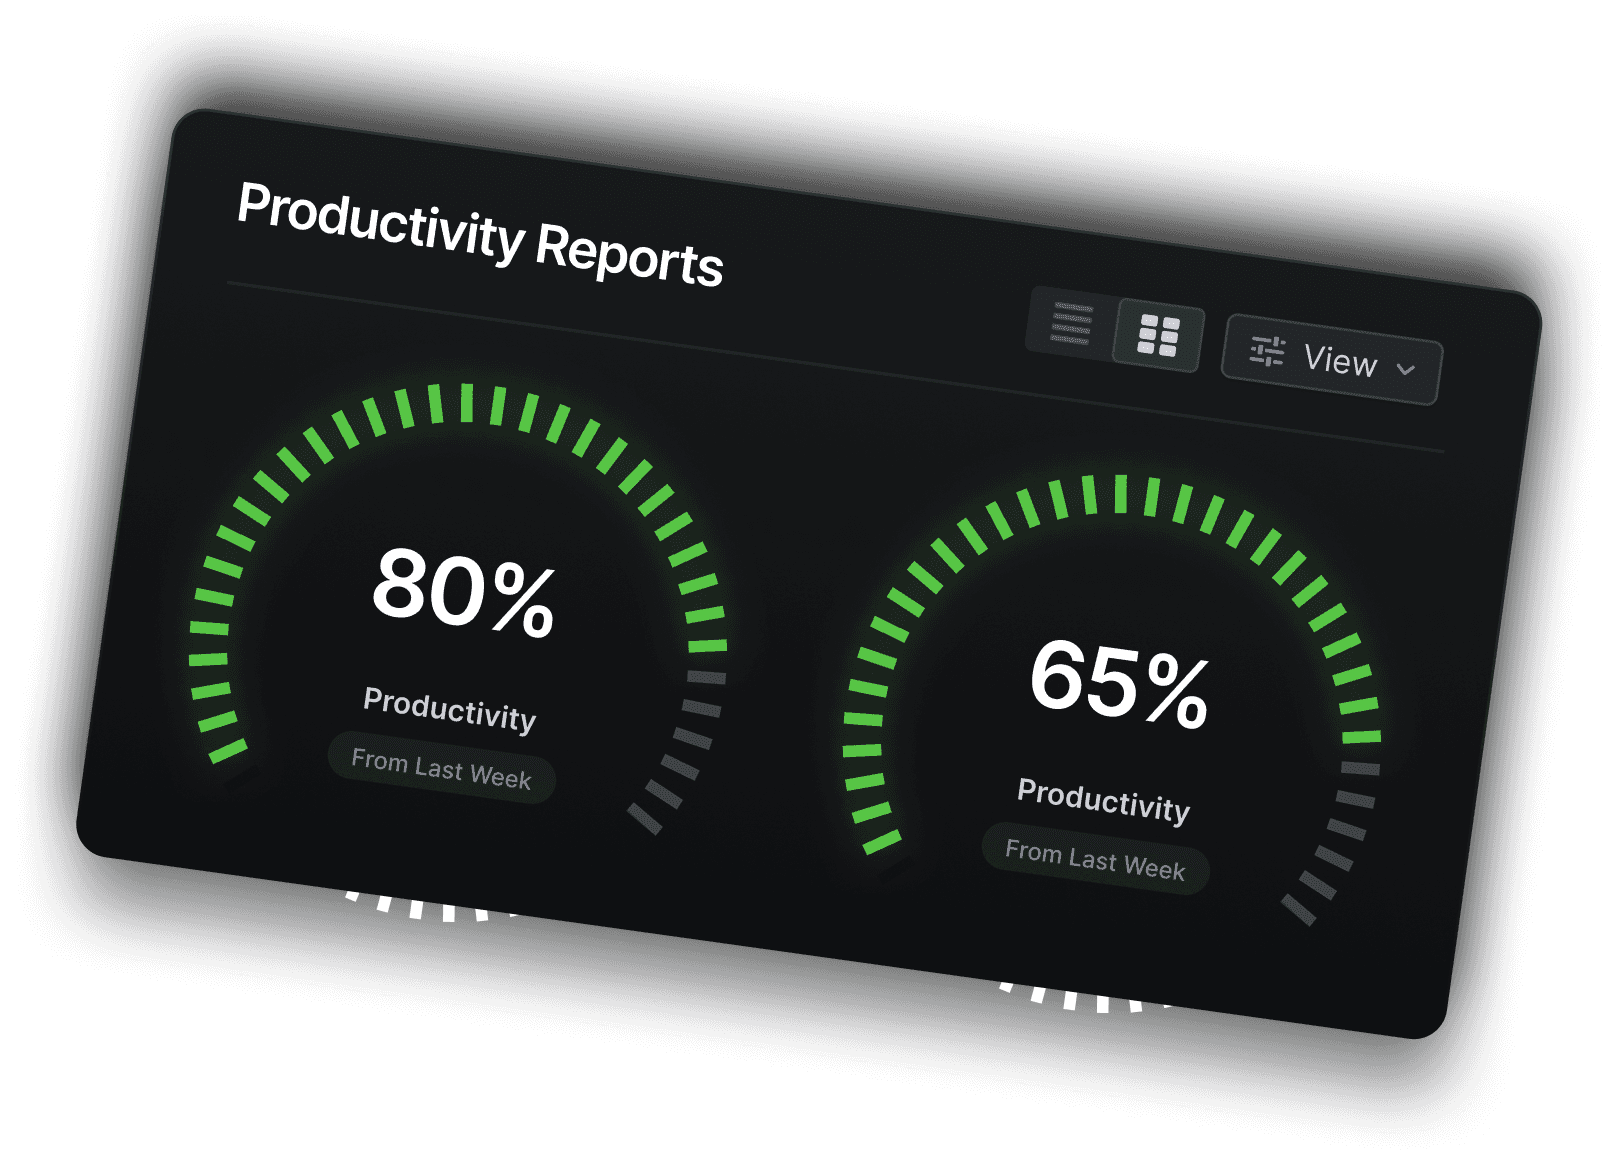 Productivity Reports
View
80%
Productivity
From Last Week
65%
Productivity
From Last Week